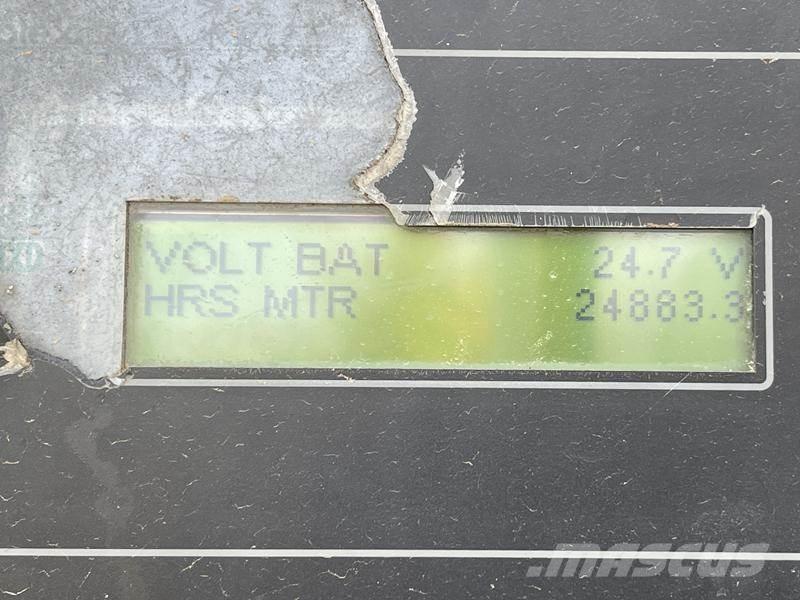 VOLT BAT 24.7 V
HRS MTR 24883.3
MASCUS